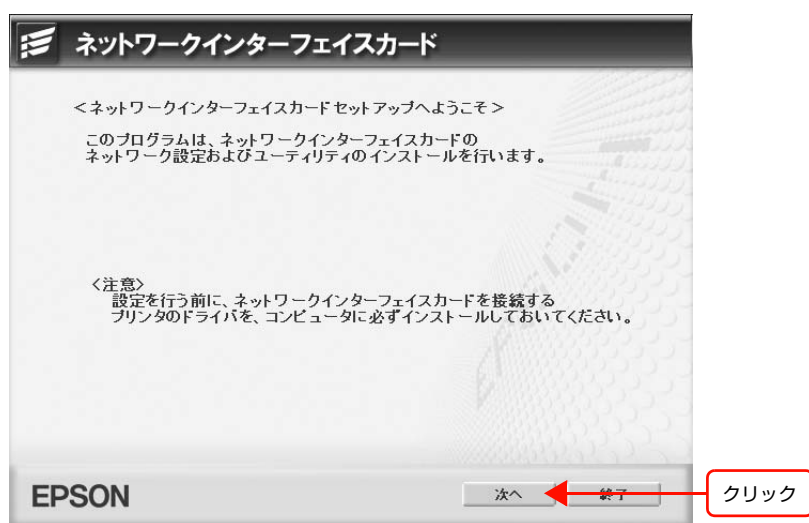 ネットワークインターフェイスカード
<ネットワークインターフェイスカードセットアップへようこそ>
このプログラムは、ネットワークインターフェイスカードの
ネットワーク設定およびユーティリティのインストールを行います。
<注意>
設定を行う前に、ネットワークインターフェイスカードを接続する
プリンタのドライバを、コンピュータに必ずインストールしておいてください。
EPSON
EPSON
次へ
終了
クリック